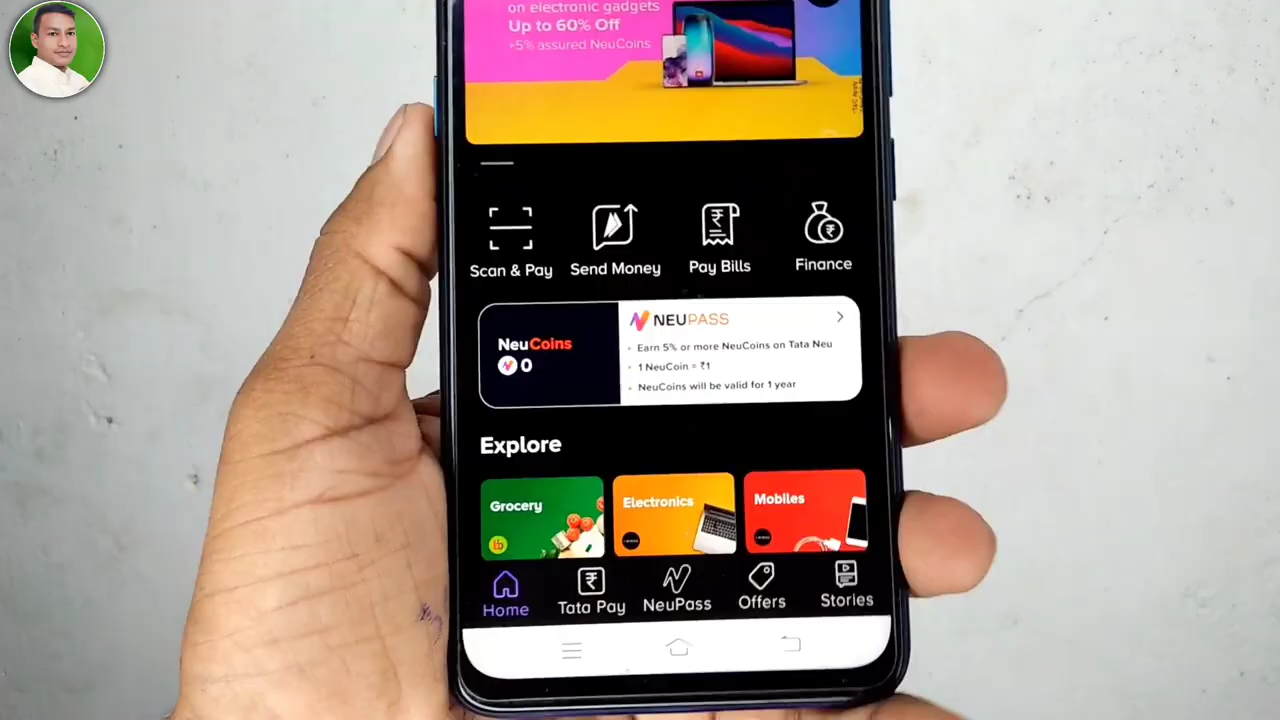 on electronic gadgets
Up to 60% Off
+5% assured NeuCoins
Scan & Pay
Send Money
Pay Bills
Finance
NeuCoins
0
NEUPASS
Earn 5% or more NeuCoins on Tata Neu
1 NeuCoin = ₹1
NeuCoins will be valid for 1 year
Explore
Grocery
bb
Electronics
Mobiles
Home
Tata Pay
NeuPass
Offers
Stories